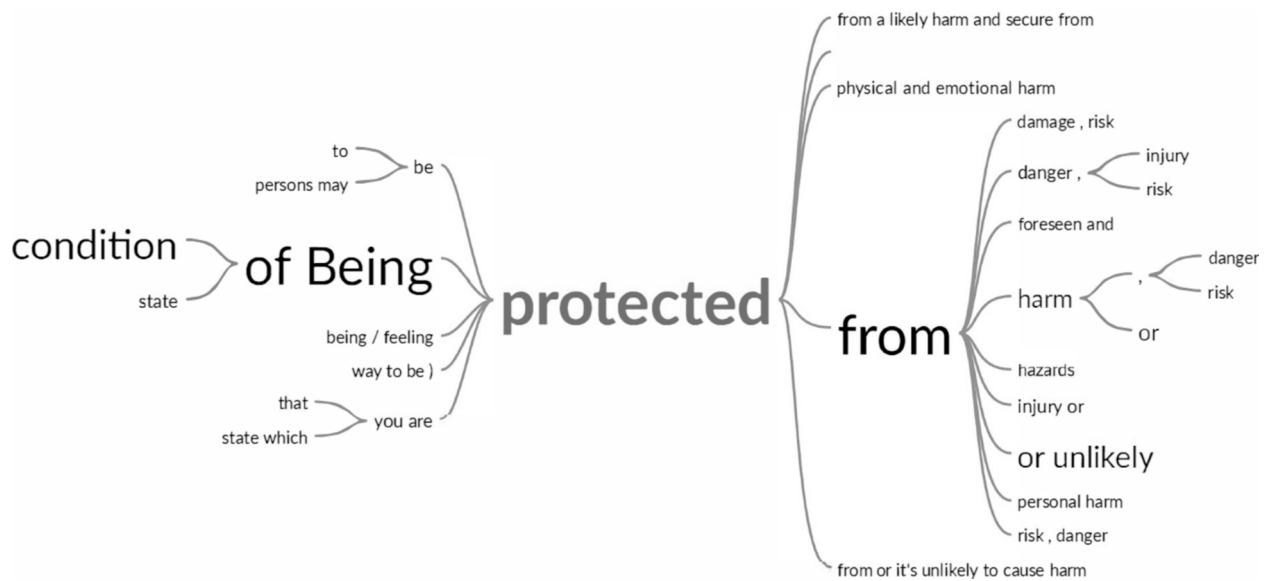 from a likely harm and secure from
physical and emotional harm
damage , risk
to
be
persons may
danger ,
injury
risk
foreseen and
condition
of Being
state
protected
from
harm
,
danger
risk
or
being / feeling
way to be )
hazards
that
you are
state which
injury or
or unlikely
personal harm
risk , danger
from or it's unlikely to cause harm